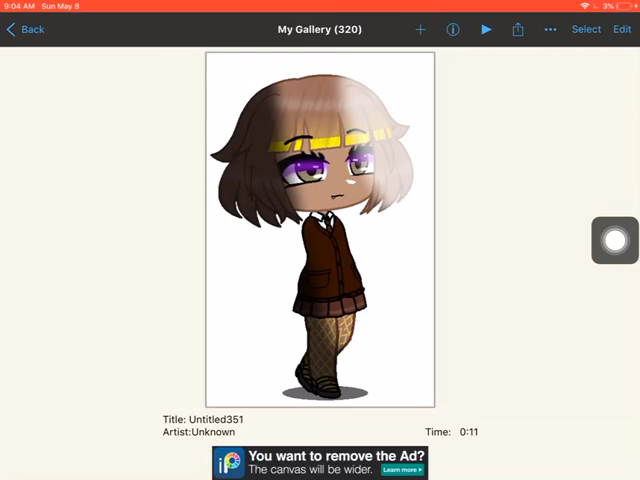 9:04 AM Sun May 8
3%
Back
My Gallery (320)
Select
Edit
Title: Untitled351
Artist:Unknown
Time: 0:11
iP
You want to remove the Ad?
The canvas will be wider.
Learn more